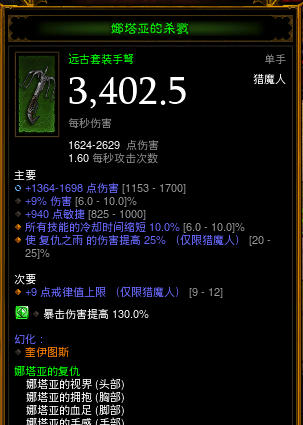 娜塔亚的杀戮
远古套装手弩 单手
3,402.5 猎魔人
每秒伤害
1624-2629 点伤害
1.60 每秒攻击次数
主要
+1364-1698 点伤害 [1153 - 1700]
+9% 伤害 [6.0 - 10.0]%
+940 点敏捷 [825 - 1000]
所有技能的冷却时间缩短 10.0% [6.0 - 10.0]%
使 复仇之雨 的伤害提高 25% （仅限猎魔人） [20 -
25]%
次要
+9 点戒律值上限 （仅限猎魔人） [9 - 12]
暴击伤害提高 130.0%
幻化：
奎伊图斯
娜塔亚的复仇
娜塔亚的视界 (头部)
娜塔亚的拥抱 (胸部)
娜塔亚的血足 (脚部)
娜塔亚的手感 (手部)